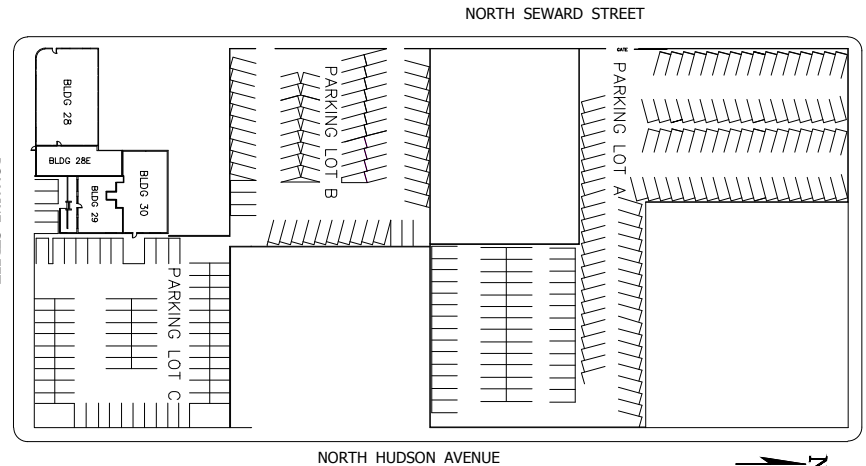 NORTH SEWARD STREET
GATE
BLDG 28
PARKING LOT B
PARKING LOT A
BLDG 28E
BLDG 29
BLDG 30
PARKING LOT C
NORTH HUDSON AVENUE
N